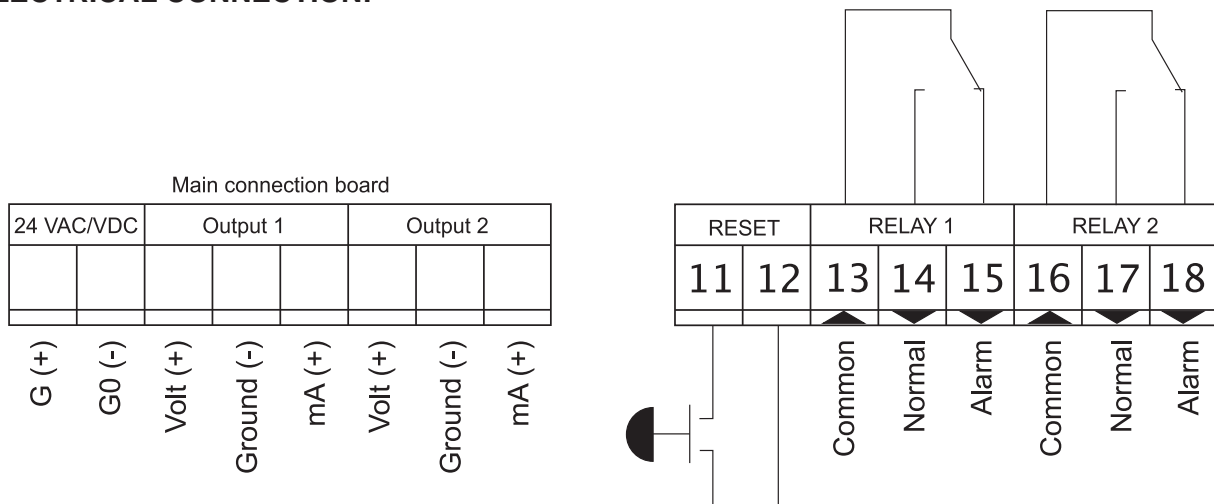 ELECTRICAL CONNECTION:
Main connection board
24 VAC/VDC Output 1 Output 2
G (+) G0 (-) Volt (+) Ground (-) mA (+) Volt (+) Ground (-) mA (+)
RESET RELAY 1 RELAY 2
11 12 13 14 15 16 17 18
Common Normal Alarm Common Normal Alarm